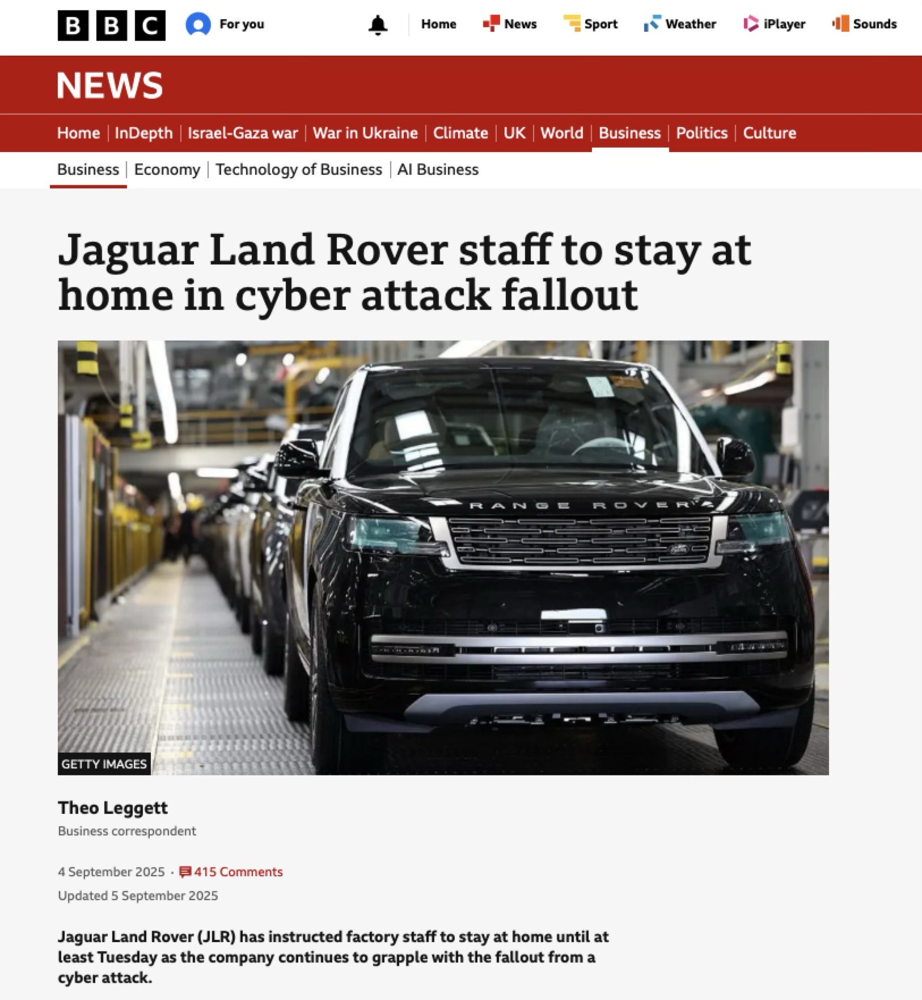 BBC For you Home News Sport Weather iPlayer Sounds
NEWS
Home InDepth Israel-Gaza war War in Ukraine Climate UK World Business Politics Culture
Business Economy Technology of Business AI Business
Jaguar Land Rover staff to stay at
home in cyber attack fallout
RANGE ROVER
GETTY IMAGES
Theo Leggett
Business correspondent
4 September 2025 · 415 Comments
Updated 5 September 2025
Jaguar Land Rover (JLR) has instructed factory staff to stay at home until at
least Tuesday as the company continues to grapple with the fallout from a
cyber attack.